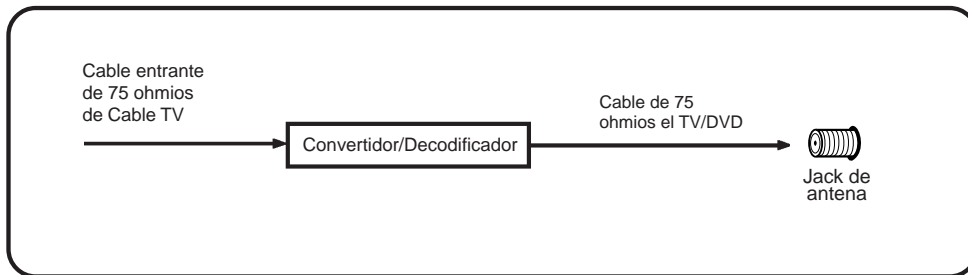 Cable entrante
de 75 ohmios
de Cable TV
Convertidor/Decodificador
Cable de 75
ohmios el TV/DVD
Jack de
antena